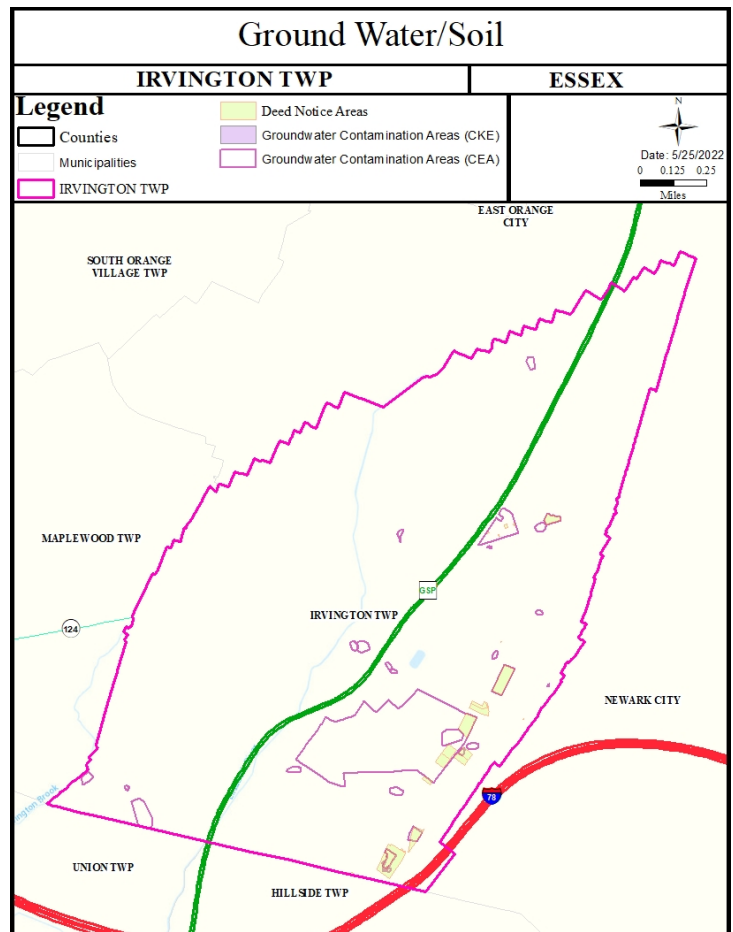 Ground Water/Soil
IRVINGTON TWP
ESSEX
Legend
Counties
Municipalities
IRVINGTON TWP
Deed Notice Areas
Groundwater Contamination Areas (CKE)
Groundwater Contamination Areas (CEA)
N
Date: 5/25/2022
0 0.125 0.25
Miles
EAST ORANGE
CITY
SOUTH ORANGE
VILLAGE TWP
MAPLEWOOD TWP
GSP
IRVINGTON TWP
124
NEWARK CITY
78
ington Brook
UNION TWP
HILLSIDE TWP